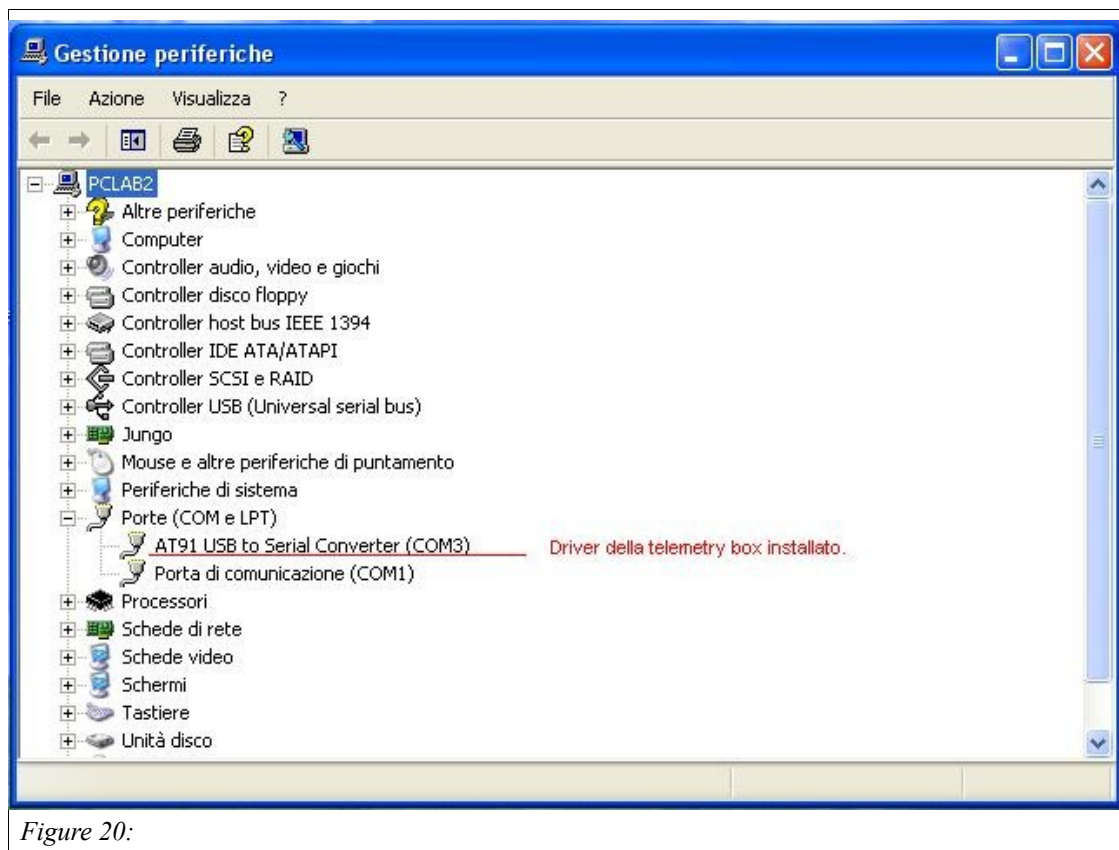 Gestione periferiche
File Azione Visualizza ?
PCLAB2
Altre periferiche
Computer
Controller audio, video e giochi
Controller disco floppy
Controller host bus IEEE 1394
Controller IDE ATA/ATAPI
Controller SCSI e RAID
Controller USB (Universal serial bus)
Jungo
Mouse e altre periferiche di puntamento
Periferiche di sistema
Porte (COM e LPT)
AT91 USB to Serial Converter (COM3) Driver della telemetry box installato.
Porta di comunicazione (COM1)
Processori
Schede di rete
Schede video
Schermi
Tastiere
Unità disco
Figure 20: